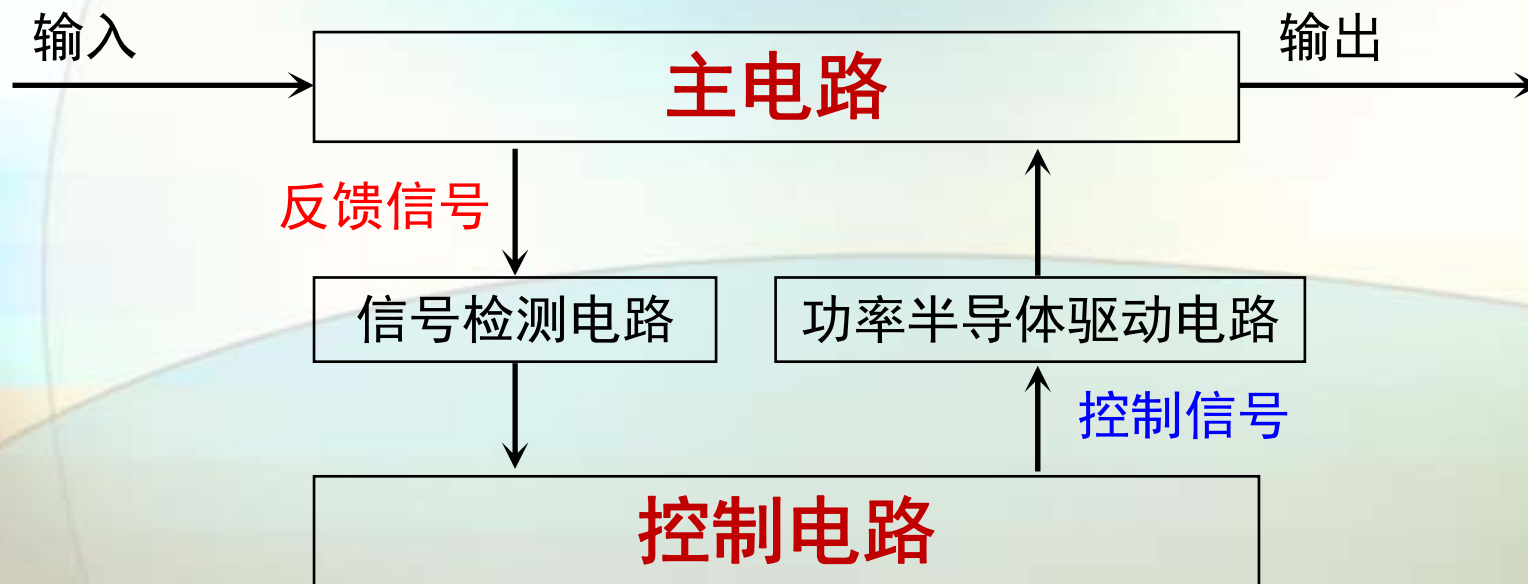 输入
输出
主电路
反馈信号
信号检测电路
功率半导体驱动电路
控制信号
控制电路